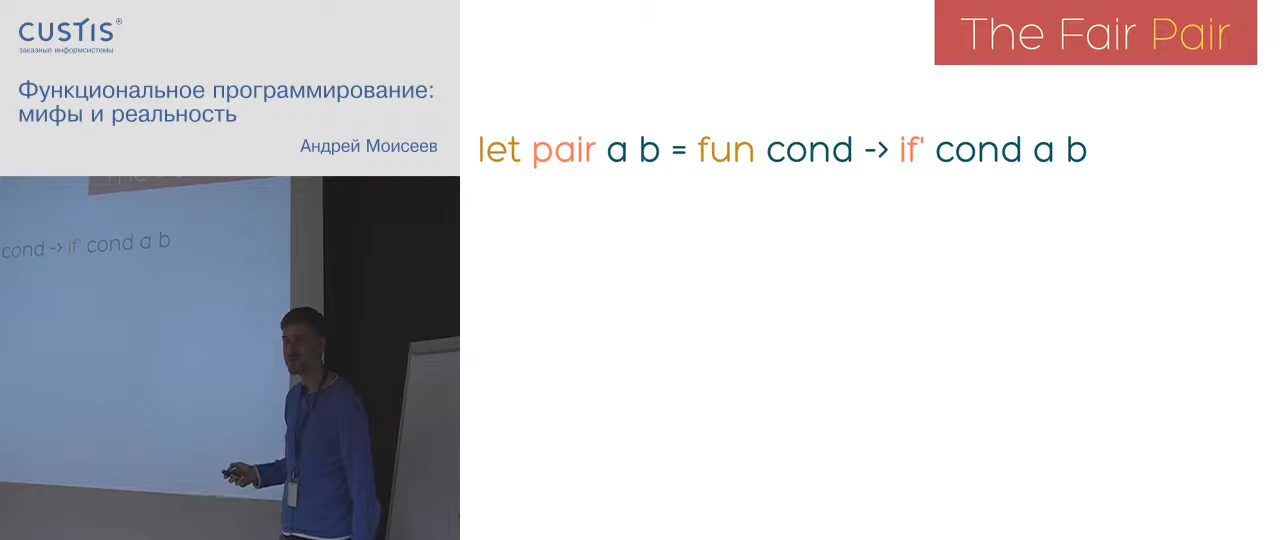 CUSTIS®
заказные информсистемы
Функциональное программирование:
мифы и реальность
Андрей Моисеев
cond -> if' cond a b
The Fair Pair
let pair a b = fun cond -> if' cond a b